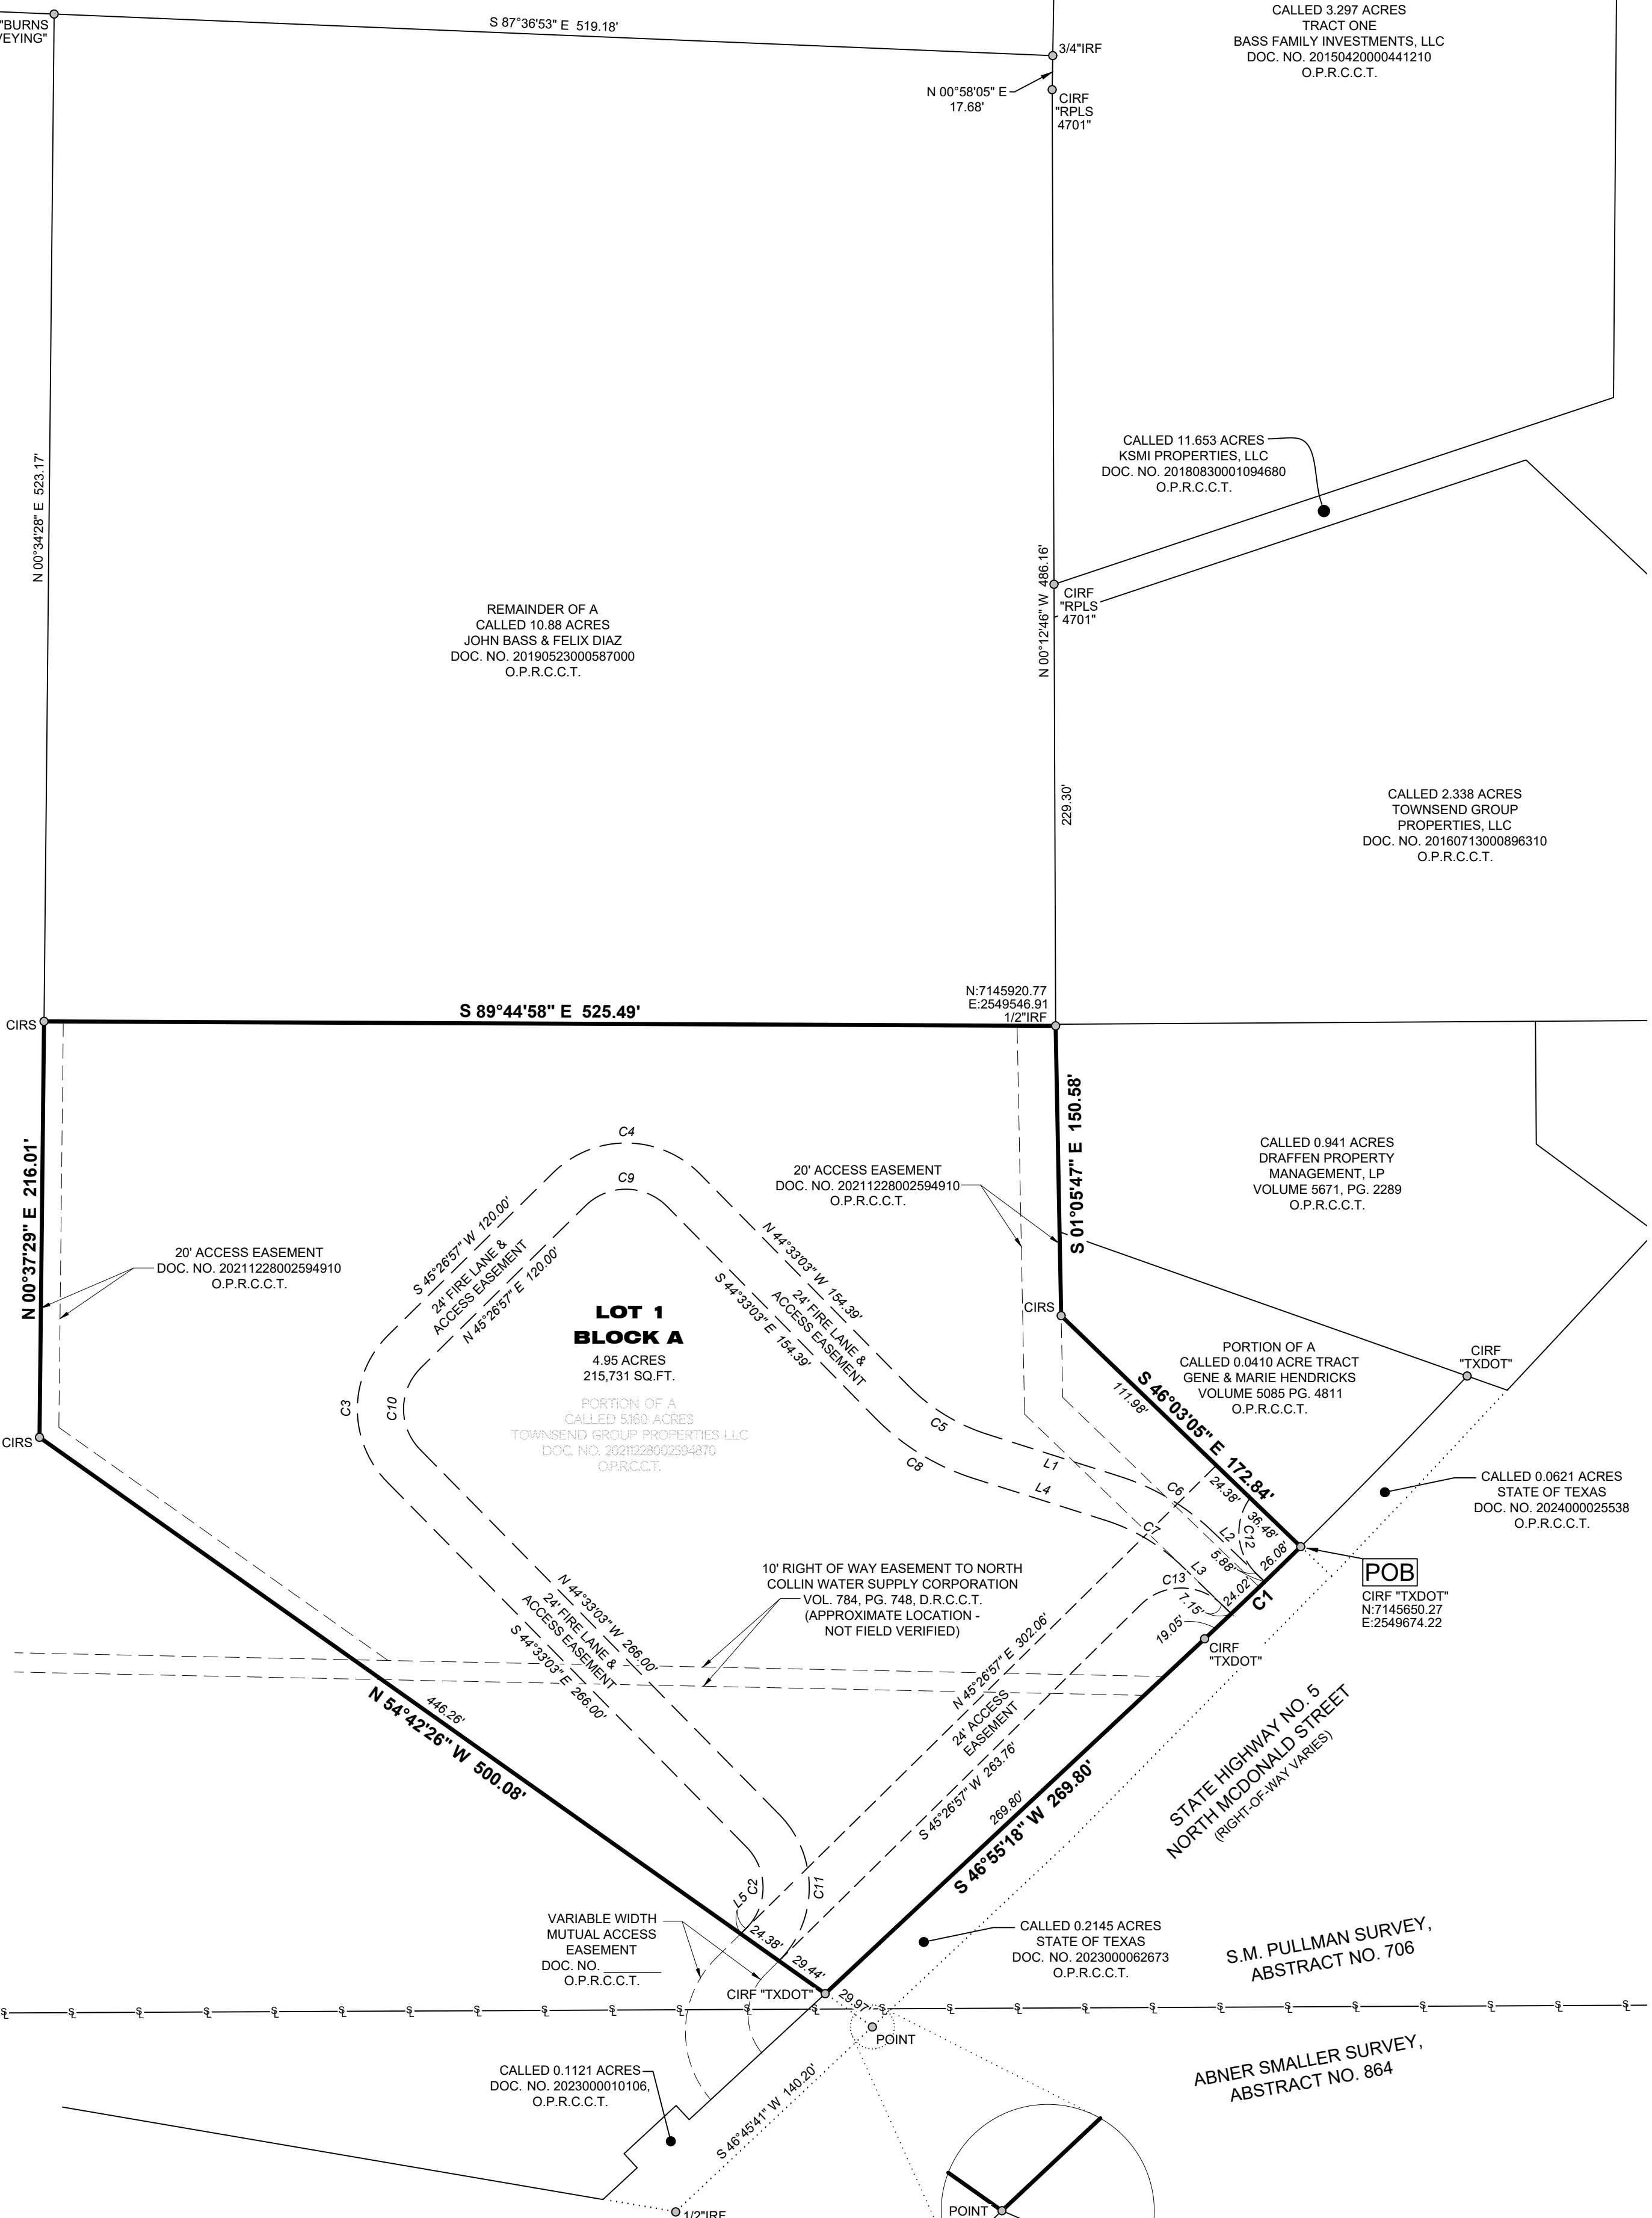 "BURNS
VEYING"
S 87°36'53" E 519.18'
3/4"IRF
N 00°58'05" E
17.68'
CIRF
"RPLS
4701"
CALLED 3.297 ACRES
TRACT ONE
BASS FAMILY INVESTMENTS, LLC
DOC. NO. 20150420000441210
O.P.R.C.C.T.
CALLED 11.653 ACRES
KSMI PROPERTIES, LLC
DOC. NO. 20180830001094680
O.P.R.C.C.T.
N 00°34'28" E 523.17'
N 00°12'46" W 486.16'
CIRF
"RPLS
4701"
REMAINDER OF A
CALLED 10.88 ACRES
JOHN BASS & FELIX DIAZ
DOC. NO. 20190523000587000
O.P.R.C.C.T.
229.30'
CALLED 2.338 ACRES
TOWNSEND GROUP
PROPERTIES, LLC
DOC. NO. 20160713000896310
O.P.R.C.C.T.
CIRS
S 89°44'58" E 525.49'
N:7145920.77
E:2549546.91
1/2"IRF
N 00°37'29" E 216.01'
S 01°05'47" E 150.58'
C4
C9
20' ACCESS EASEMENT
DOC. NO. 20211228002594910
O.P.R.C.C.T.
CALLED 0.941 ACRES
DRAFFEN PROPERTY
MANAGEMENT, LP
VOLUME 5671, PG. 2289
O.P.R.C.C.T.
20' ACCESS EASEMENT
DOC. NO. 20211228002594910
O.P.R.C.C.T.
S 45°26'57" W 120.00'
24' FIRE LANE &
ACCESS EASEMENT
N 45°26'57" E 120.00'
N 44°33'03" W 154.39'
24' FIRE LANE &
ACCESS EASEMENT
S 44°33'03" E 154.39'
LOT 1
BLOCK A
4.95 ACRES
215,731 SQ.FT.
PORTION OF A
CALLED 5.160 ACRES
TOWNSEND GROUP PROPERTIES LLC
DOC. NO. 20211228002594870
O.P.R.C.C.T.
CIRS
PORTION OF A
CALLED 0.0410 ACRE TRACT
GENE & MARIE HENDRICKS
VOLUME 5085 PG. 4811
O.P.R.C.C.T.
CIRF
"TXDOT"
S 46°03'05" E 172.84'
111.98'
C3
C10
C5
C8
L1
L4
CIRS
C6
24.38'
36.48'
C12
C7
L2
L3
5.88'
26.08'
24.02'
C1
C13
7.15'
19.05'
CALLED 0.0621 ACRES
STATE OF TEXAS
DOC. NO. 2024000025538
O.P.R.C.C.T.
POB
CIRF "TXDOT"
N:7145650.27
E:2549674.22
CIRF
"TXDOT"
10' RIGHT OF WAY EASEMENT TO NORTH
COLLIN WATER SUPPLY CORPORATION
VOL. 784, PG. 748, D.R.C.C.T.
(APPROXIMATE LOCATION -
NOT FIELD VERIFIED)
N 44°33'03" W 266.00'
24' FIRE LANE &
ACCESS EASEMENT
S 44°33'03" E 266.00'
N 45°26'57" E 302.06'
24' ACCESS
EASEMENT
S 45°26'57" W 263.76'
269.80'
S 46°55'18" W 269.80'
STATE HIGHWAY NO. 5
NORTH MCDONALD STREET
(RIGHT-OF-WAY VARIES)
446.26'
N 54°42'26" W 500.08'
L5
C2
C11
24.38'
29.44'
VARIABLE WIDTH
MUTUAL ACCESS
EASEMENT
DOC. NO. ________
O.P.R.C.C.T.
CALLED 0.2145 ACRES
STATE OF TEXAS
DOC. NO. 2023000062673
O.P.R.C.C.T.
S.M. PULLMAN SURVEY,
ABSTRACT NO. 706
CIRF "TXDOT"
29.97'
POINT
ABNER SMALLER SURVEY,
ABSTRACT NO. 864
CALLED 0.1121 ACRES
DOC. NO. 2023000010106,
O.P.R.C.C.T.
S 46°45'41" W 140.20'
1/2"IRF
POINT